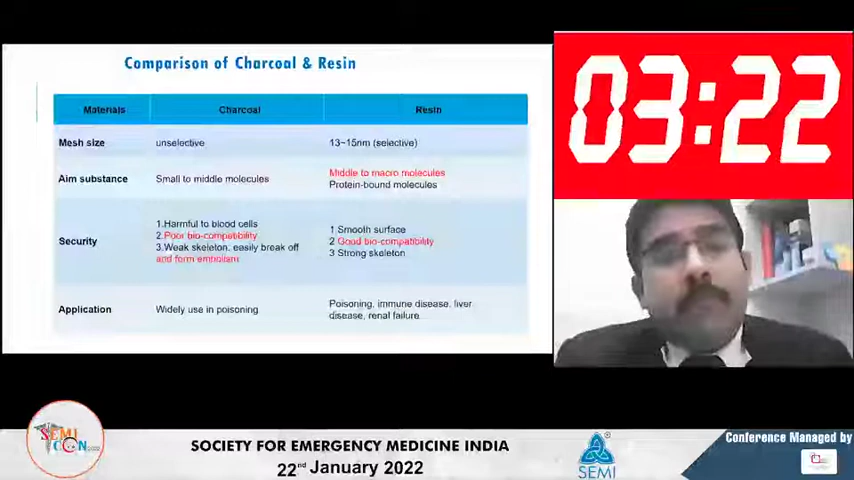 Comparison of Charcoal & Resin
Materials Charcoal Resin
Mesh size unselective 13~15nm (selective)
Aim substance Small to middle molecules Middle to macro molecules
Protein-bound molecules
Security 1.Harmful to blood cells
2.Poor bio-compatibility
3.Weak skeleton, easily break off
and form embolism
1 Smooth surface
2 Good bio-compatibility
3 Strong skeleton
Application Widely use in poisoning Poisoning, immune disease, liver
disease, renal failure
03:22
SEMI
CON
SOCIETY FOR EMERGENCY MEDICINE INDIA
22nd January 2022
SEMI
Conference Managed by